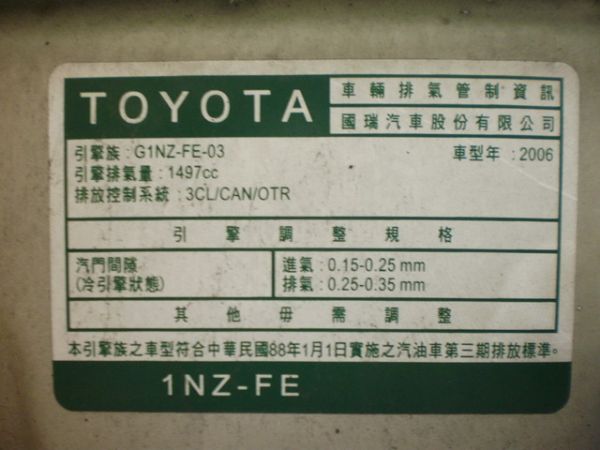 TOYOTA
車輛排氣管制資訊
國瑞汽車股份有限公司
引擎族:G1NZ-FE-03
車型年:2006
引擎排氣量:1497cc
排放控制系統:3CL/CAN/OTR
引擎調整規格
汽門間隙
(冷引擎狀態)
進氣:0.15-0.25 mm
排氣:0.25-0.35 mm
其他毋需調整
本引擎族之車型符合中華民國88年1月1日實施之汽油車第三期排放標準。
1NZ-FE